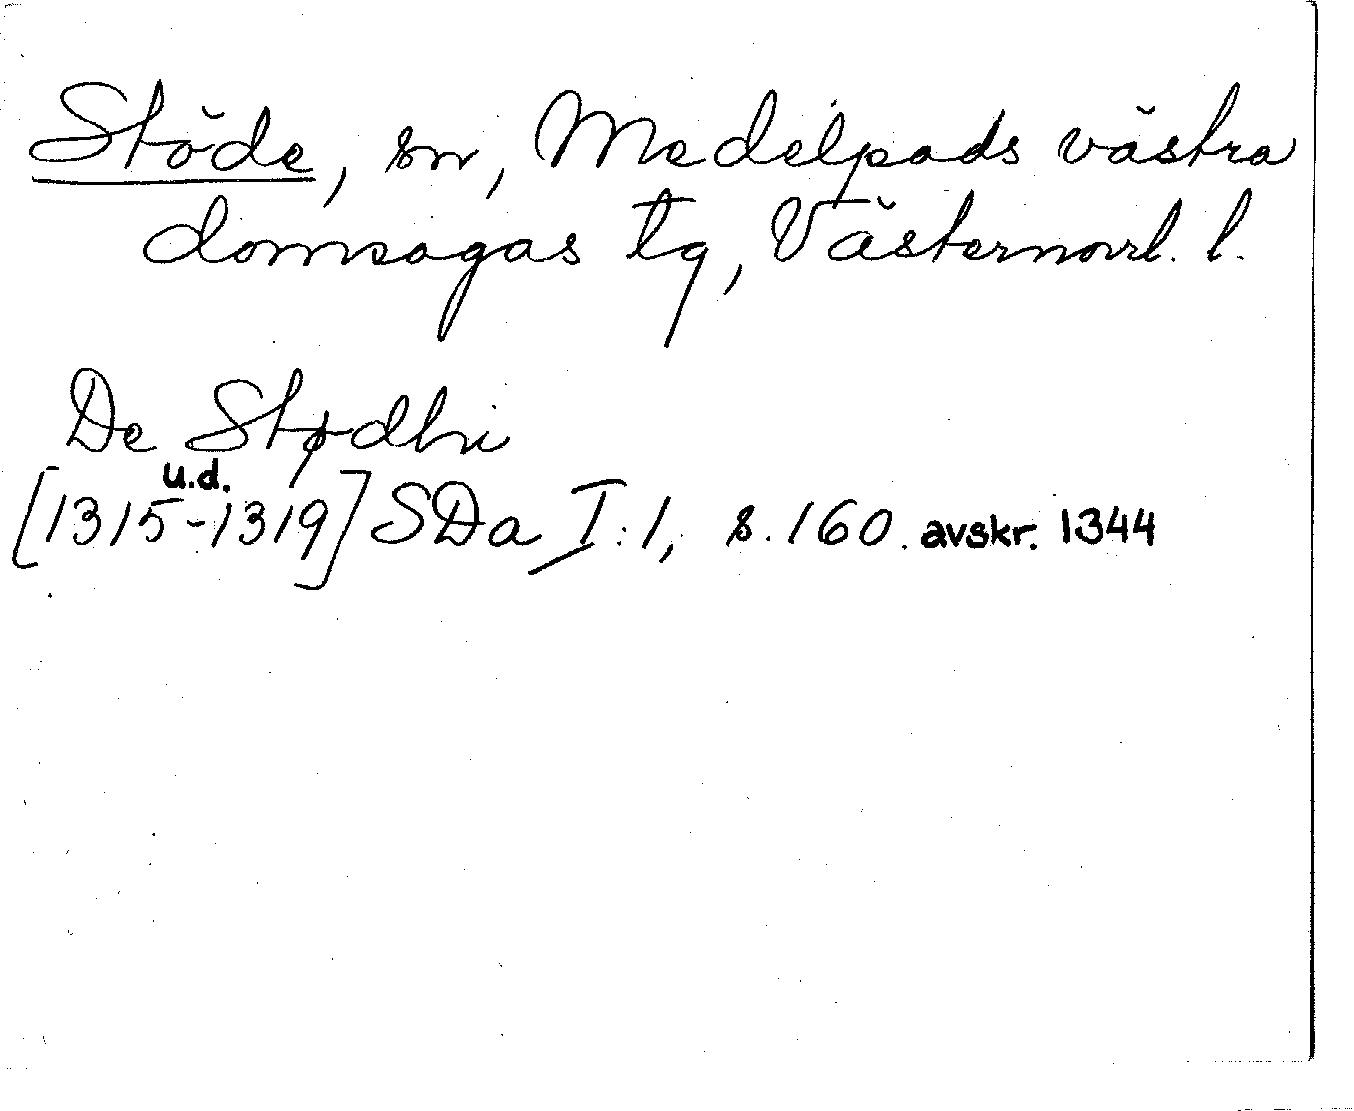 Stöde, sn, Medelpads västra
domsagas tg, Västernorrl. l.
De Stødhi
u.d.
[1315-1319] SDa I:1, s. 160. avskr. 1344